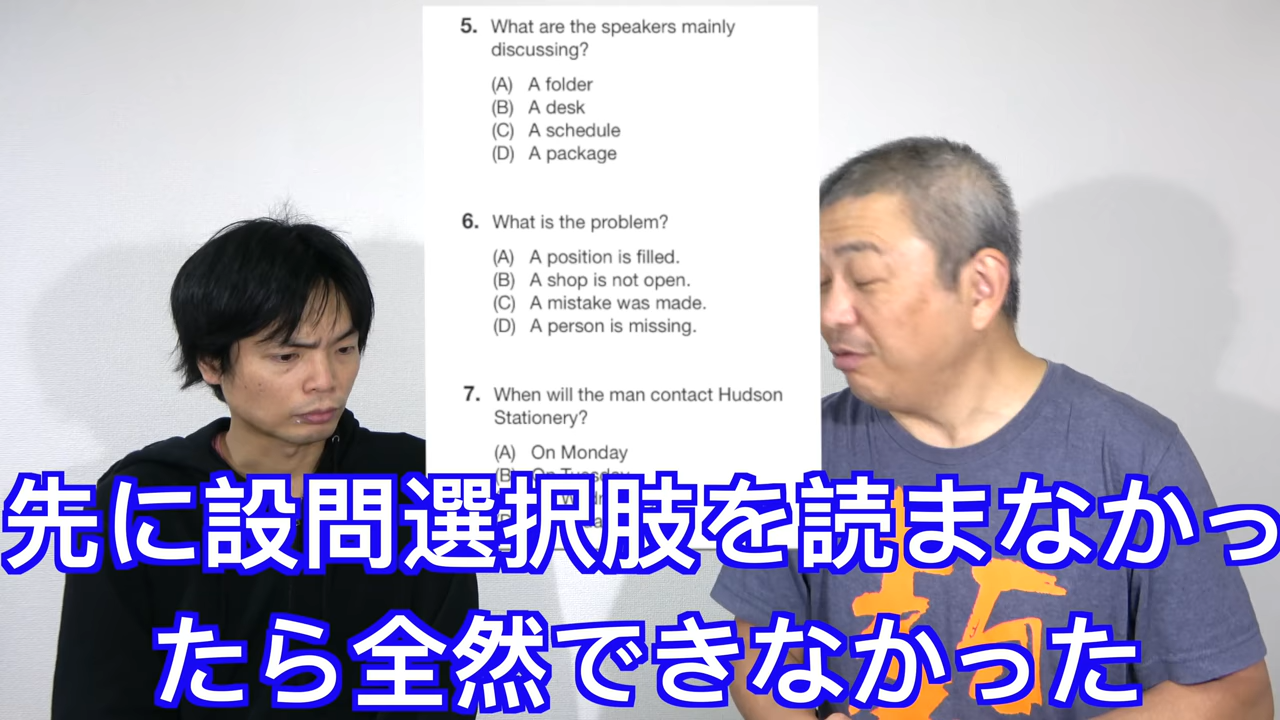 5. What are the speakers mainly
discussing?
(A) A folder
(B) A desk
(C) A schedule
(D) A package
6. What is the problem?
(A) A position is filled.
(B) A shop is not open.
(C) A mistake was made.
(D) A person is missing.
7. When will the man contact Hudson
Stationery?
(A) On Monday
(B) On Tuesday
先に設問選択肢を読まなかっ
たら全然できなかった